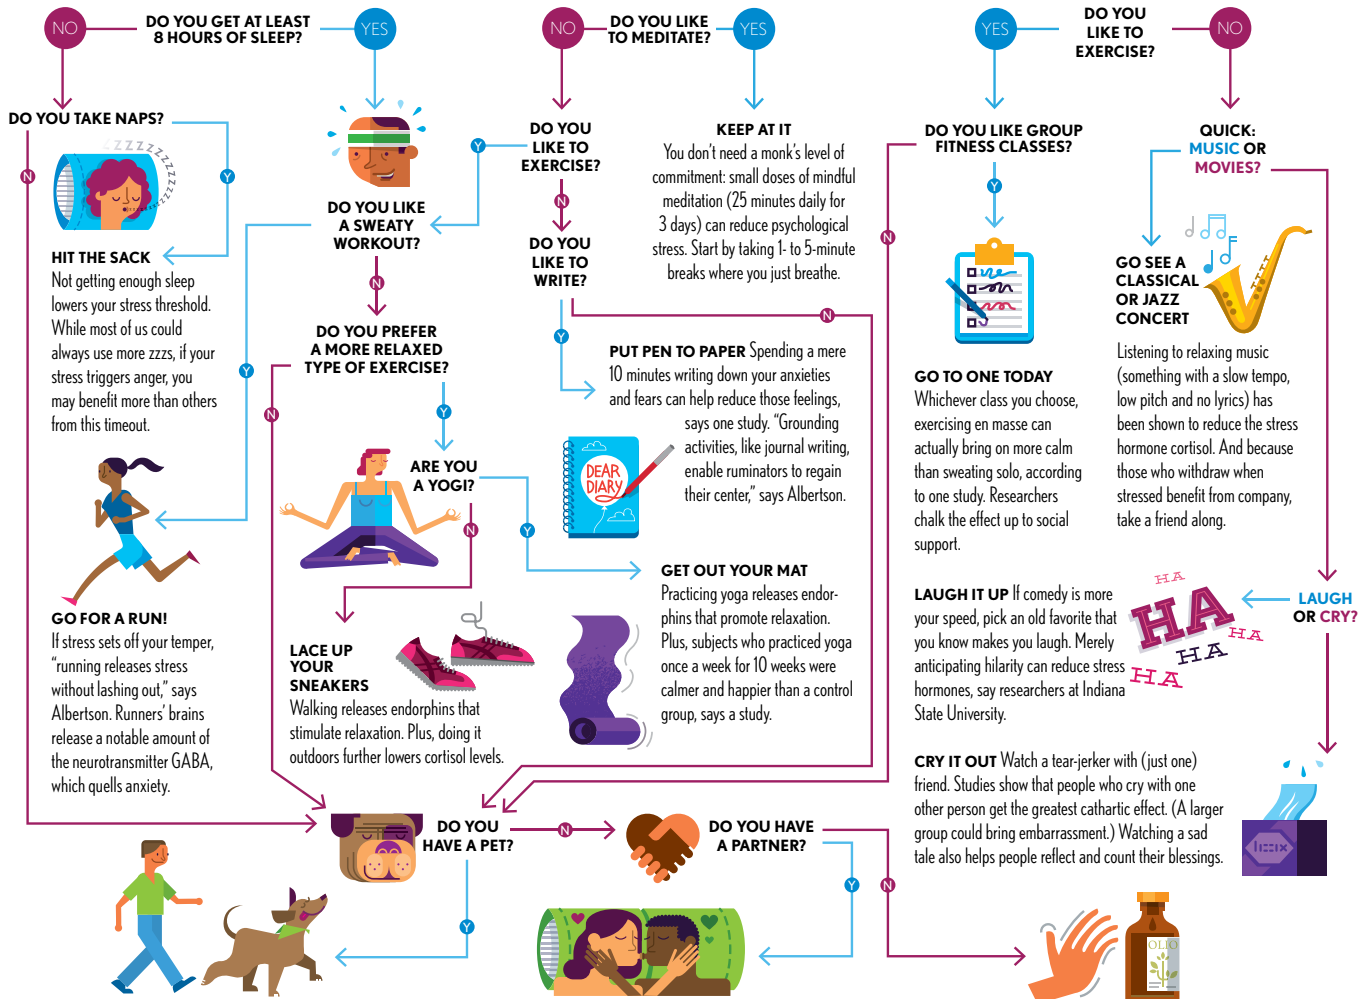 NO
DO YOU GET AT LEAST
8 HOURS OF SLEEP?
YES
NO
DO YOU LIKE
TO MEDITATE?
YES
YES
DO YOU
LIKE TO
EXERCISE?
NO
DO YOU TAKE NAPS?
N
Y
zzzzzzzzzzzzzzzz
HIT THE SACK
Not getting enough sleep
lowers your stress threshold.
While most of us could
always use more zzzs, if your
stress triggers anger, you
may benefit more than others
from this timeout.
DO YOU LIKE
A SWEATY
WORKOUT?
Y
N
GO FOR A RUN!
If stress sets off your temper,
“running releases stress
without lashing out,” says
Albertson. Runners’ brains
release a notable amount of
the neurotransmitter GABA,
which quells anxiety.
DO YOU PREFER
A MORE RELAXED
TYPE OF EXERCISE?
N
Y
ARE YOU
A YOGI?
N
Y
LACE UP
YOUR
SNEAKERS
Walking releases endorphins that
stimulate relaxation. Plus, doing it
outdoors further lowers cortisol levels.
DO YOU
LIKE TO
EXERCISE?
Y
N
DO YOU
LIKE TO
WRITE?
Y
N
KEEP AT IT
You don’t need a monk’s level of
commitment: small doses of mindful
meditation (25 minutes daily for
3 days) can reduce psychological
stress. Start by taking 1- to 5-minute
breaks where you just breathe.
PUT PEN TO PAPER Spending a mere
10 minutes writing down your anxieties
and fears can help reduce those feelings,
says one study. “Grounding
activities, like journal writing,
enable ruminators to regain
their center,” says Albertson.
DEAR
DIARY
GET OUT YOUR MAT
Practicing yoga releases endor-
phins that promote relaxation.
Plus, subjects who practiced yoga
once a week for 10 weeks were
calmer and happier than a control
group, says a study.
DO YOU LIKE GROUP
FITNESS CLASSES?
N
Y
GO TO ONE TODAY
Whichever class you choose,
exercising en masse can
actually bring on more calm
than sweating solo, according
to one study. Researchers
chalk the effect up to social
support.
QUICK:
MUSIC OR
MOVIES?
GO SEE A
CLASSICAL
OR JAZZ
CONCERT
Listening to relaxing music
(something with a slow tempo,
low pitch and no lyrics) has
been shown to reduce the stress
hormone cortisol. And because
those who withdraw when
stressed benefit from company,
take a friend along.
LAUGH
OR CRY?
LAUGH IT UP If comedy is more
your speed, pick an old favorite that
you know makes you laugh. Merely
anticipating hilarity can reduce stress
hormones, say researchers at Indiana
State University.
HA
HA
HA
HA
HA
CRY IT OUT Watch a tear-jerker with (just one)
friend. Studies show that people who cry with one
other person get the greatest cathartic effect. (A larger
group could bring embarrassment.) Watching a sad
tale also helps people reflect and count their blessings.
DO YOU
HAVE A PET?
N
Y
DO YOU HAVE
A PARTNER?
Y
N
OLIO